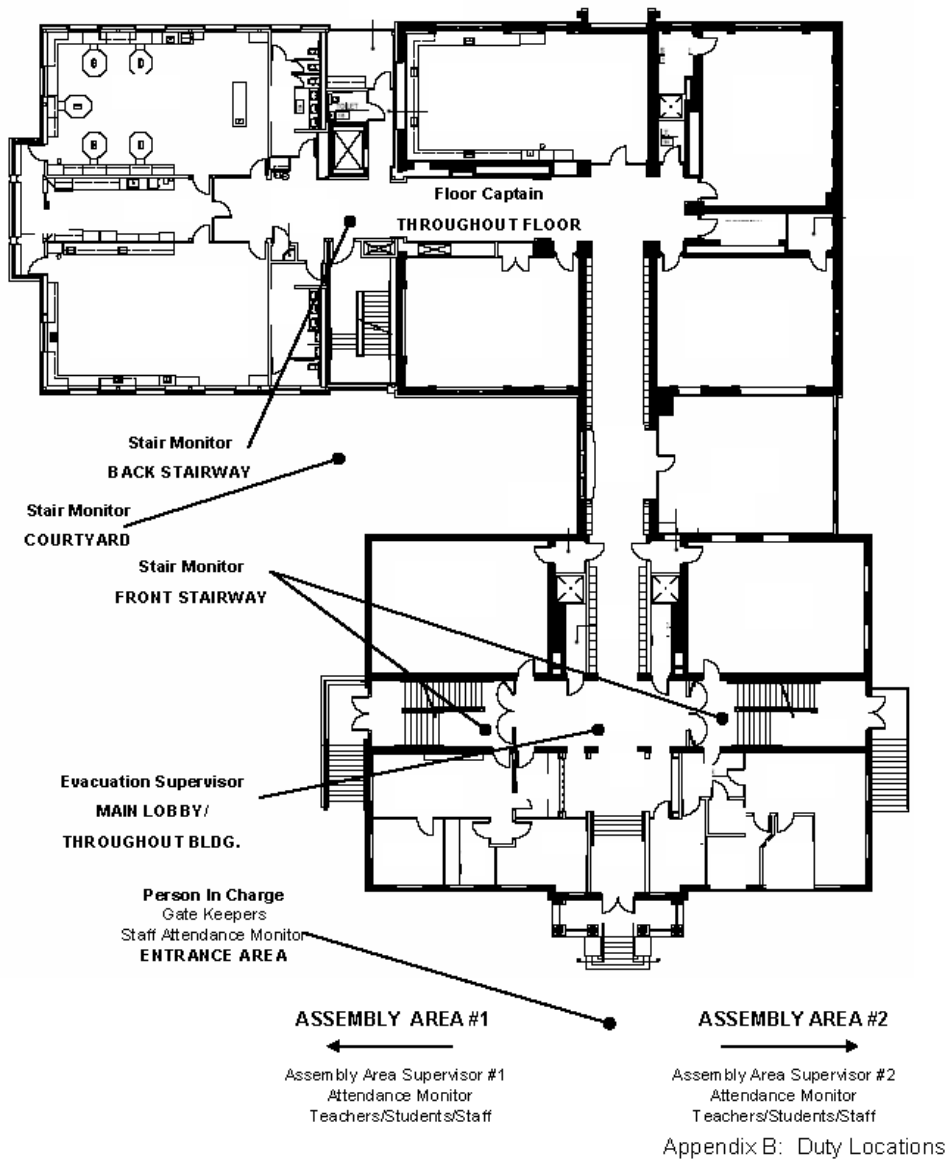 Floor Captain
THROUGHOUT FLOOR
Stair Monitor
BACK STAIRWAY
Stair Monitor
COURTYARD
Stair Monitor
FRONT STAIRWAY
Evacuation Supervisor
MAIN LOBBY/
THROUGHOUT BLDG.
Person In Charge
Gate Keepers
Staff Attendance Monitor
ENTRANCE AREA
ASSEMBLY AREA #1
Assembly Area Supervisor #1
Attendance Monitor
Teachers/Students/Staff
ASSEMBLY AREA #2
Assembly Area Supervisor #2
Attendance Monitor
Teachers/Students/Staff
Appendix B: Duty Locations